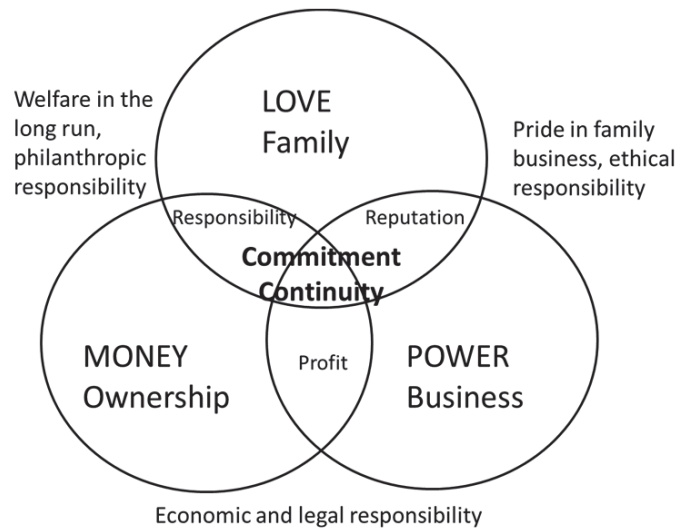 LOVE
Family
Welfare in the
long run,
philanthropic
responsibility
Pride in family
business, ethical
responsibility
Responsibility
Reputation
Commitment
Continuity
MONEY
Ownership
Profit
POWER
Business
Economic and legal responsibility